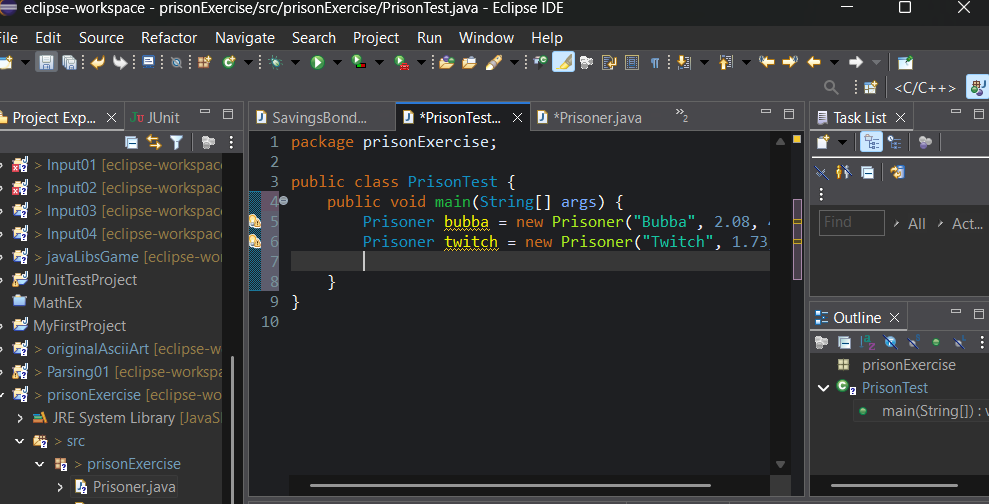 eclipse-workspace - prisonExercise/src/prisonExercise/PrisonTest.java - Eclipse IDE
File Edit Source Refactor Navigate Search Project Run Window Help
<C/C++>
Project Exp... JUnit
> Input01 [eclipse-workspac
> Input02 [eclipse-workspac
> Input03 [eclipse-workspac
> Input04 [eclipse-workspac
> javaLibsGame [eclipse-wo
JUnitTestProject
MathEx
MyFirstProject
> originalAsciiArt [eclipse-w
> Parsing01 [eclipse-worksp
> prisonExercise [eclipse-wo
JRE System Library [JavaS
> src
> prisonExercise
Prisoner.java
SavingsBond... *PrisonTest... *Prisoner.java »2
1 package prisonExercise;
2
3 public class PrisonTest {
4 public void main(String[] args) {
5 Prisoner bubba = new Prisoner("Bubba", 2.08,
6 Prisoner twitch = new Prisoner("Twitch", 1.73
7
8 }
9 }
10
Task List
Find All Act...
Outline
prisonExercise
PrisonTest
main(String[]) : v